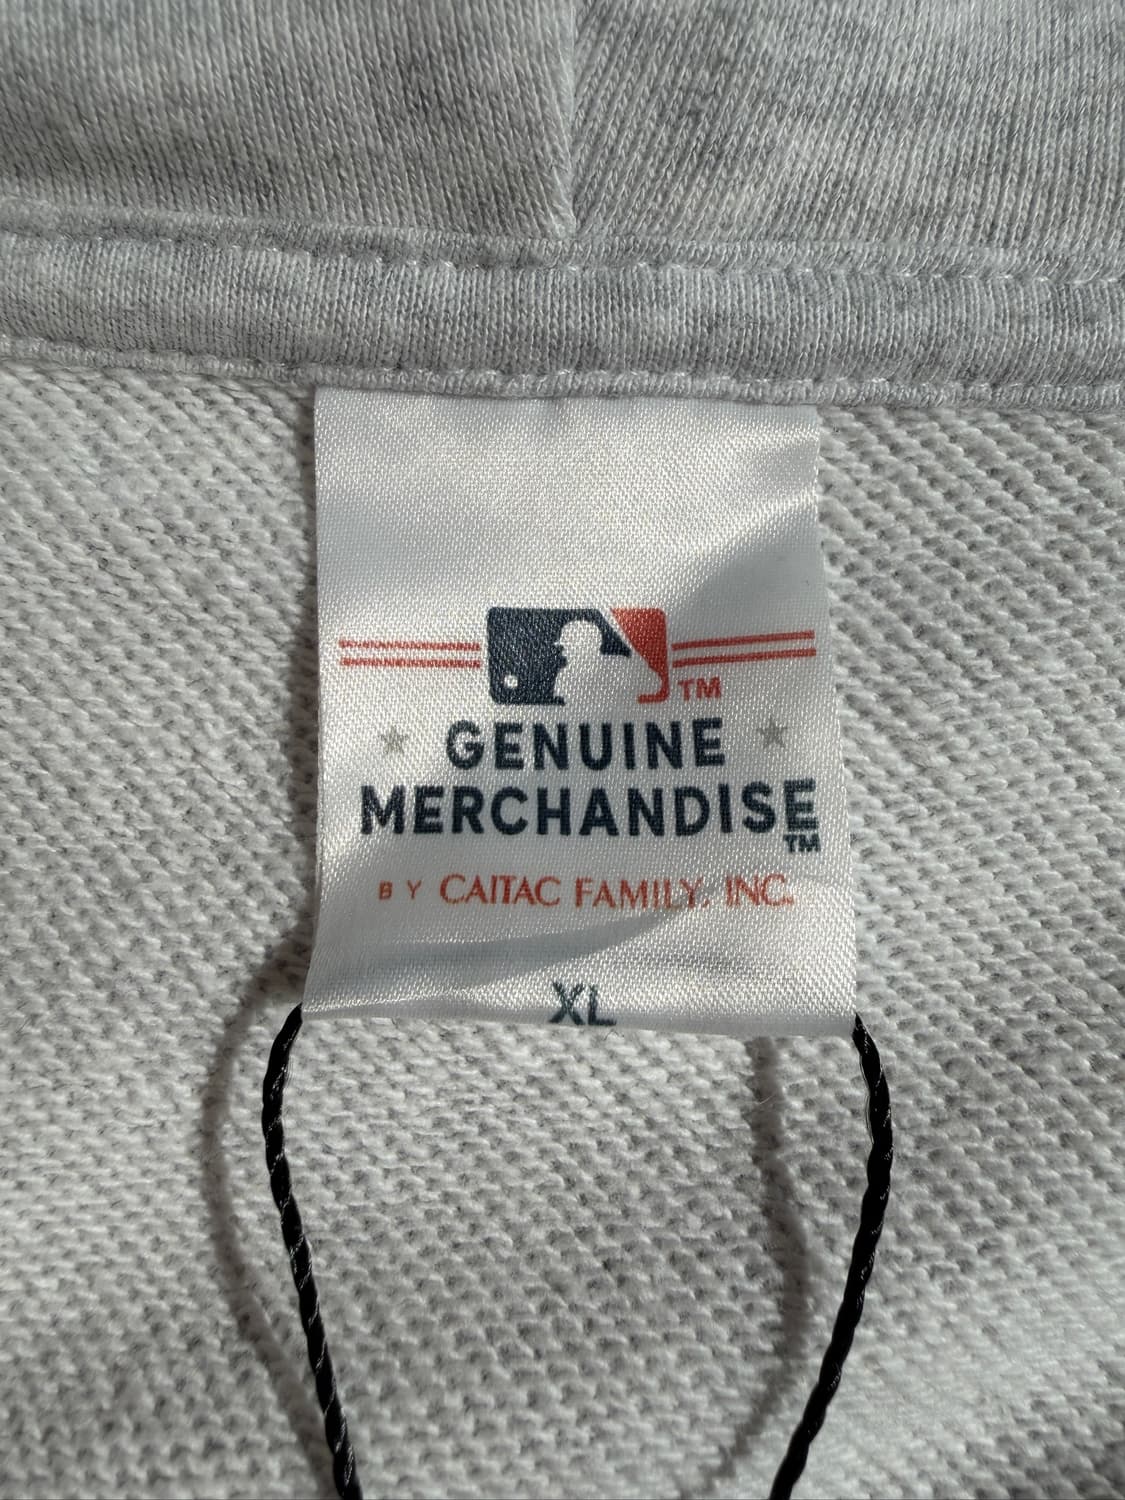 TM
GENUINE
MERCHANDISE
TM
BY CAITAC FAMILY, INC.
XL